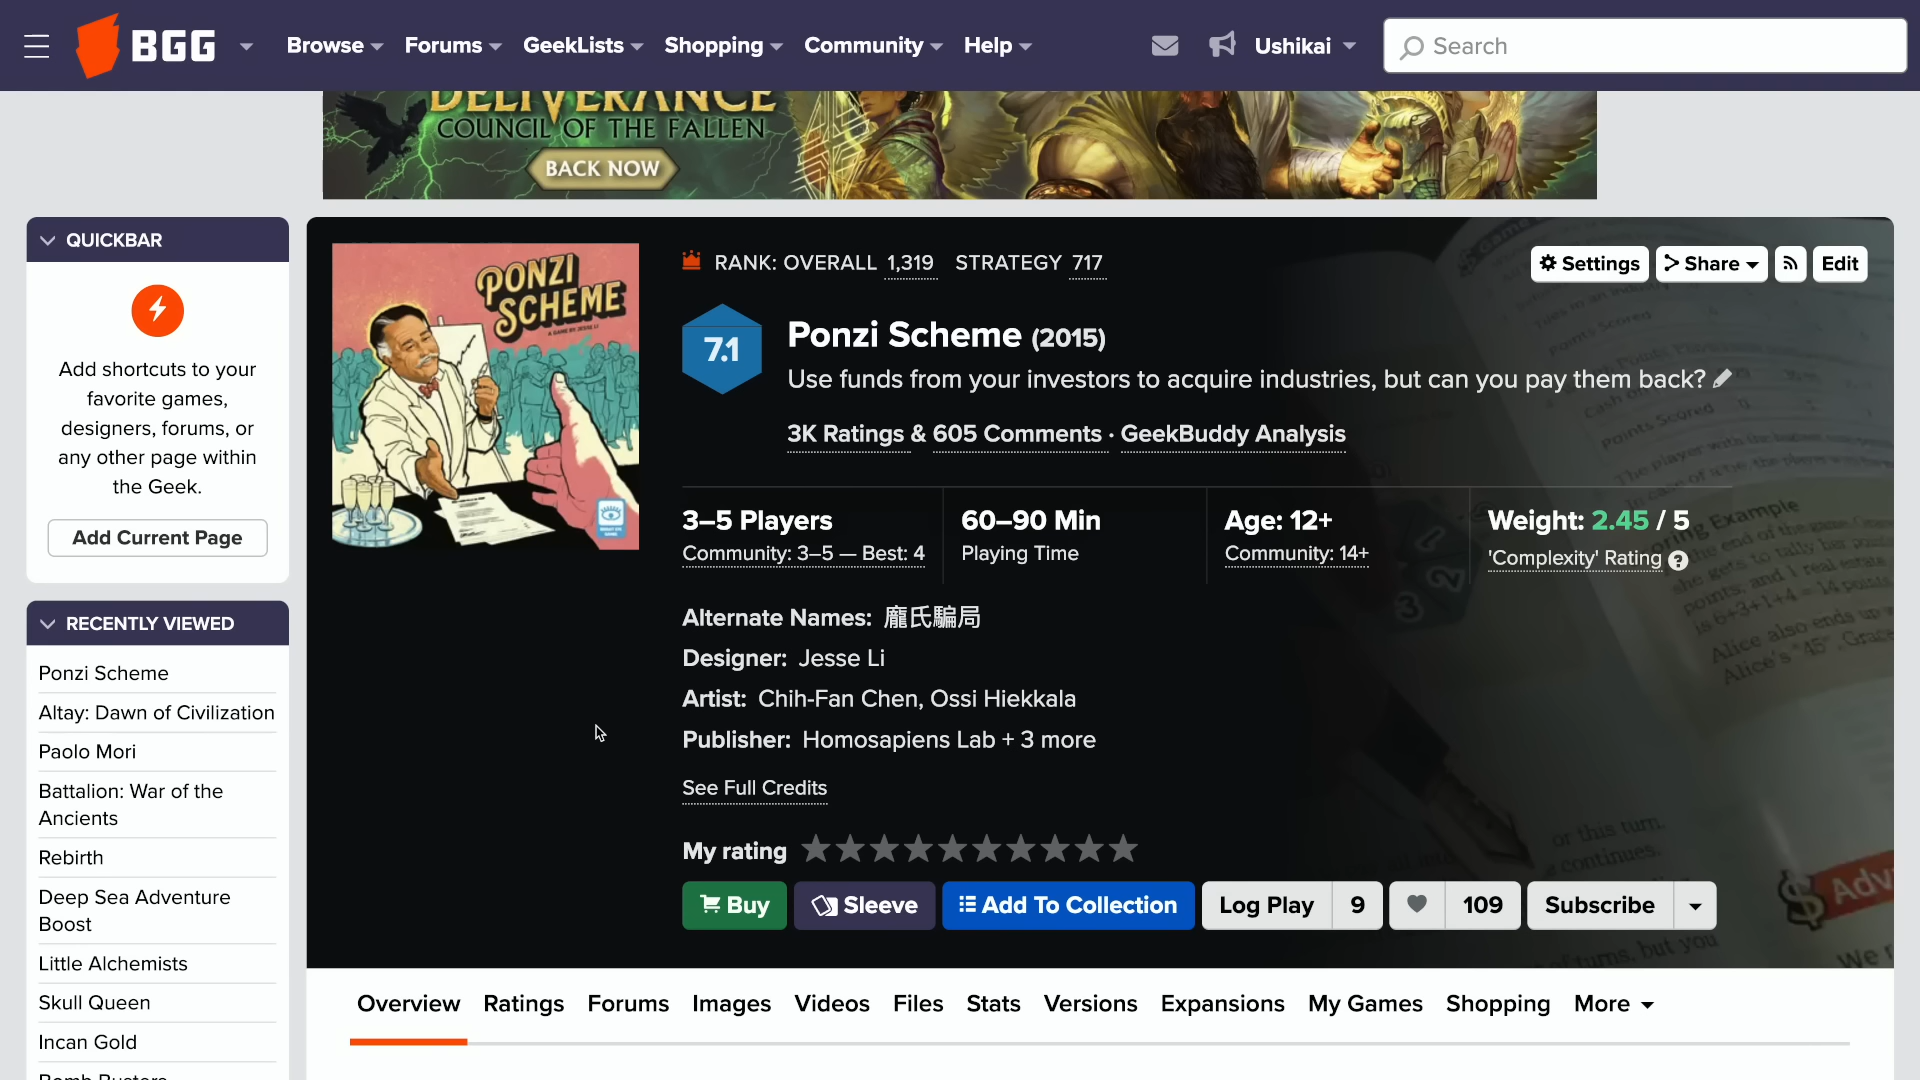 BGG
Browse Forums GeekLists Shopping Community Help
Ushikai
Search
DELIVERANCE
COUNCIL OF THE FALLEN
BACK NOW
QUICKBAR
Add shortcuts to your
favorite games,
designers, forums, or
any other page within
the Geek.
Add Current Page
RECENTLY VIEWED
Ponzi Scheme
Altay: Dawn of Civilization
Paolo Mori
Battalion: War of the
Ancients
Rebirth
Deep Sea Adventure
Boost
Little Alchemists
Skull Queen
Incan Gold
Bomb Busters
PONZI
SCHEME
A GAME BY JESSE LI
RANK: OVERALL 1,319 STRATEGY 717
Settings Share Edit
7.1
Ponzi Scheme (2015)
Use funds from your investors to acquire industries, but can you pay them back?
3K Ratings & 605 Comments · GeekBuddy Analysis
3–5 Players
Community: 3–5 — Best: 4
60–90 Min
Playing Time
Age: 12+
Community: 14+
Weight: 2.45 / 5
'Complexity' Rating ?
Alternate Names: 龐氏騙局
Designer: Jesse Li
Artist: Chih-Fan Chen, Ossi Hiekkala
Publisher: Homosapiens Lab + 3 more
See Full Credits
My rating
Buy Sleeve Add To Collection Log Play 9 109 Subscribe
Overview Ratings Forums Images Videos Files Stats Versions Expansions My Games Shopping More